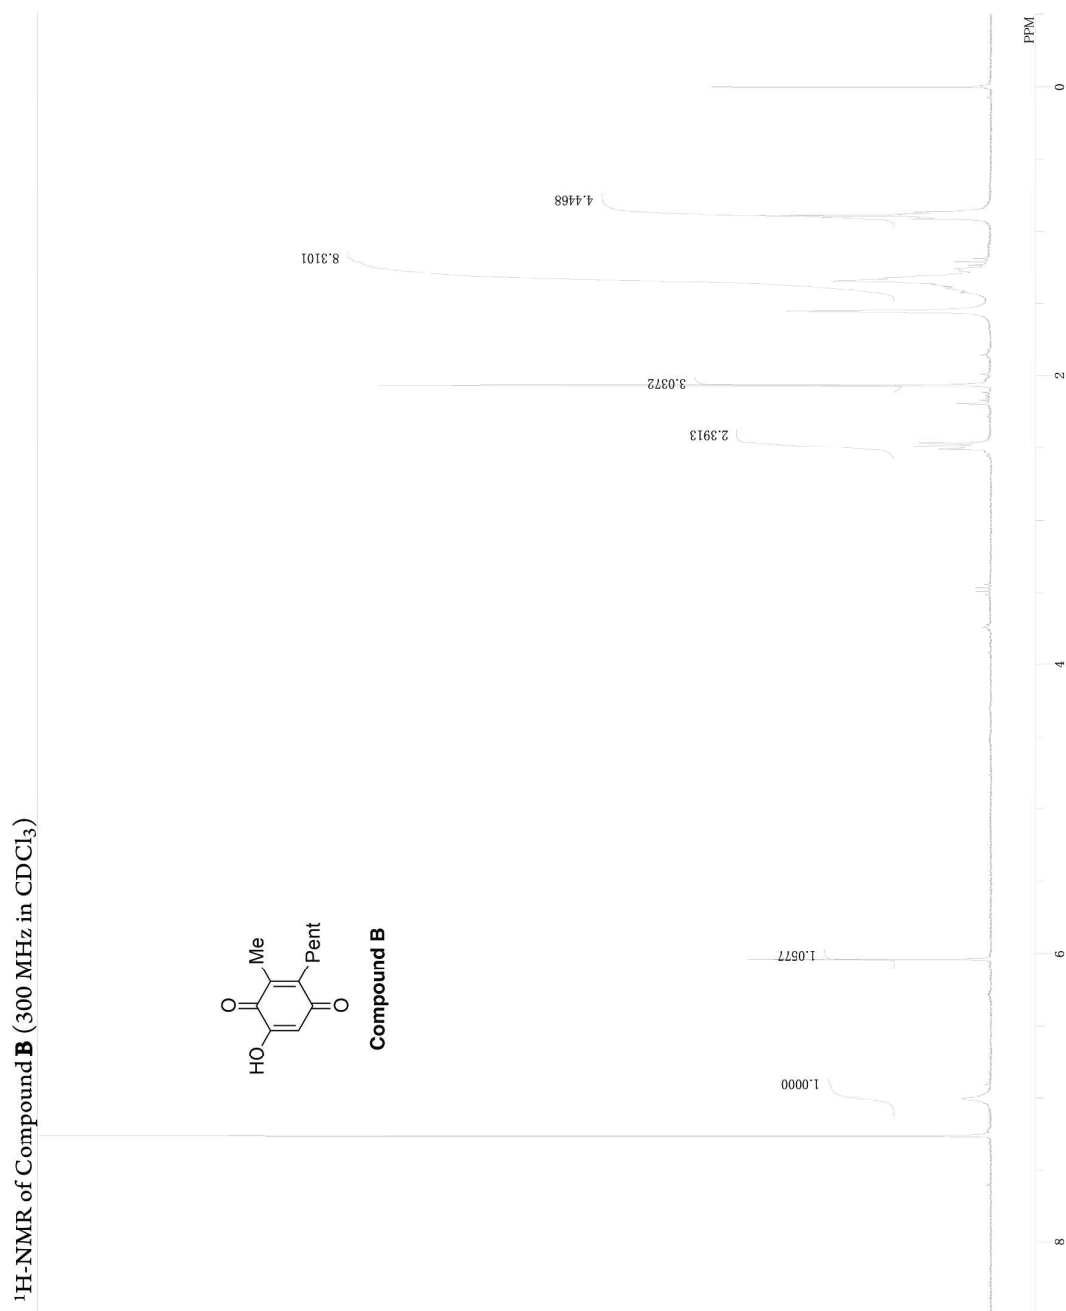 ¹H-NMR of Compound B (300 MHz in CDCl₃)
O
HO
Me
Pent
O
Compound B
1.0000
1.0577
2.3913
3.0372
8.3101
4.4468
8
6
4
2
0
PPM